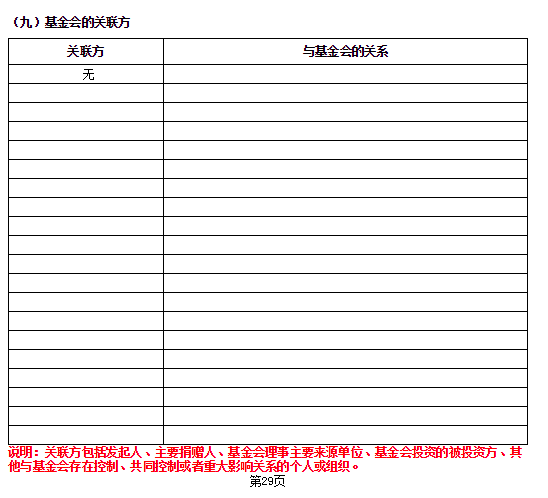 （九）基金会的关联方
关联方 与基金会的关系
无
说明：关联方包括发起人、主要捐赠人、基金会理事主要来源单位、基金会投资的被投资方、其
他与基金会存在控制、共同控制或者重大影响关系的个人或组织。
第29页